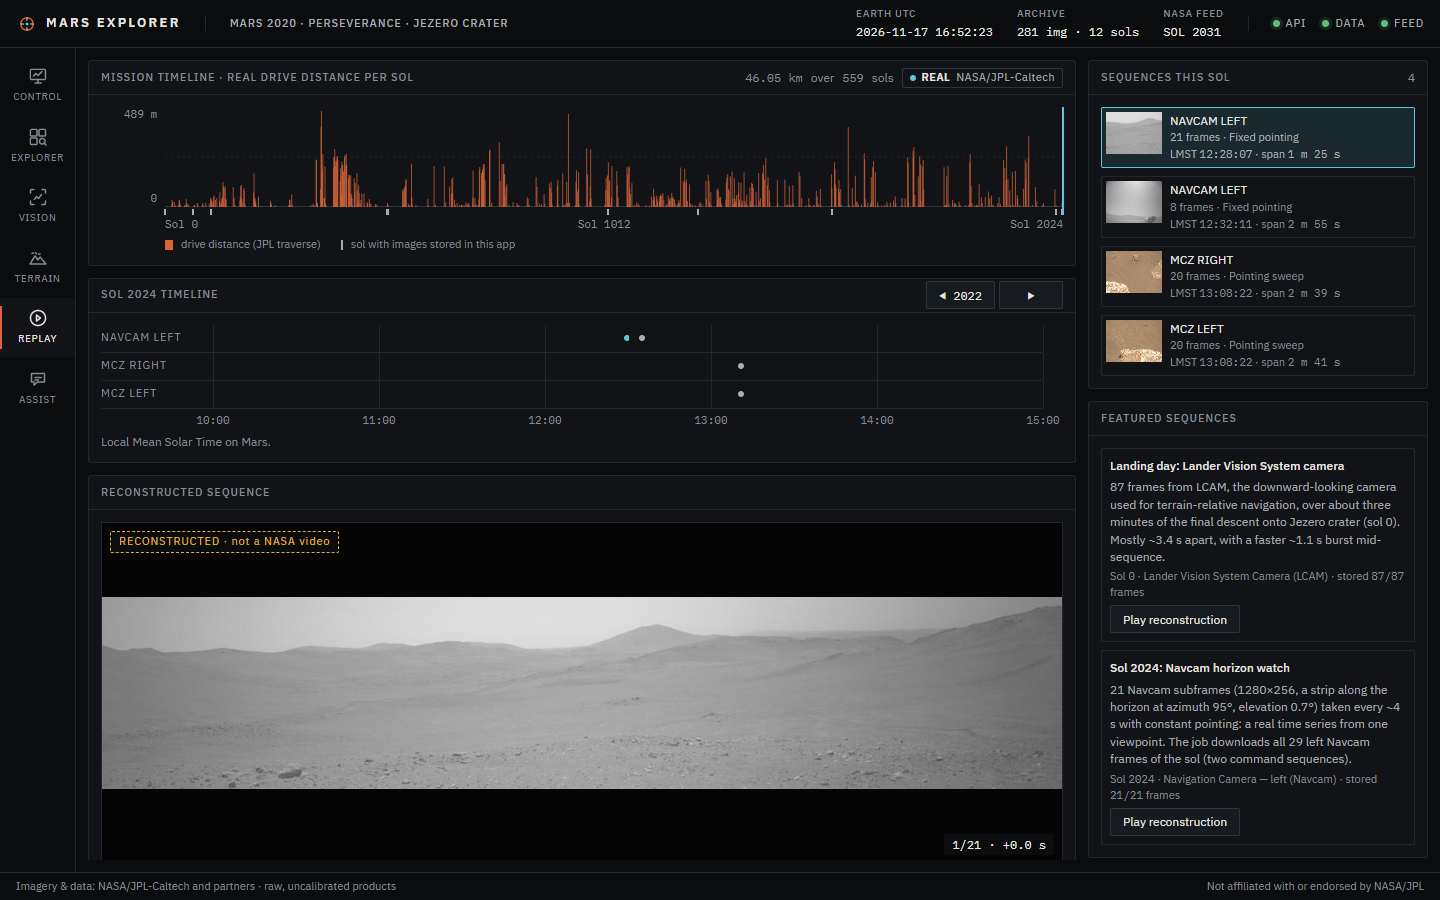 MARS EXPLORER
MARS 2020 · PERSEVERANCE · JEZERO CRATER
EARTH UTC
2026-11-17 16:52:23
ARCHIVE
281 img · 12 sols
NASA FEED
SOL 2031
API
DATA
FEED
CONTROL
EXPLORER
VISION
TERRAIN
REPLAY
ASSIST
MISSION TIMELINE · REAL DRIVE DISTANCE PER SOL
46.05 km over 559 sols
REAL NASA/JPL-Caltech
489 m
0
Sol 0
Sol 1012
Sol 2024
drive distance (JPL traverse)
sol with images stored in this app
SOL 2024 TIMELINE
◄ 2022
►
NAVCAM LEFT
MCZ RIGHT
MCZ LEFT
10:00
11:00
12:00
13:00
14:00
15:00
Local Mean Solar Time on Mars.
RECONSTRUCTED SEQUENCE
RECONSTRUCTED · not a NASA video
1/21 · +0.0 s
SEQUENCES THIS SOL
4
NAVCAM LEFT
21 frames · Fixed pointing
LMST 12:28:07 · span 1 m 25 s
NAVCAM LEFT
8 frames · Fixed pointing
LMST 12:32:11 · span 2 m 55 s
MCZ RIGHT
20 frames · Pointing sweep
LMST 13:08:22 · span 2 m 39 s
MCZ LEFT
20 frames · Pointing sweep
LMST 13:08:22 · span 2 m 41 s
FEATURED SEQUENCES
Landing day: Lander Vision System camera
87 frames from LCAM, the downward-looking camera
used for terrain-relative navigation, over about three
minutes of the final descent onto Jezero crater (sol 0).
Mostly ~3.4 s apart, with a faster ~1.1 s burst mid-
sequence.
Sol 0 · Lander Vision System Camera (LCAM) · stored 87/87
frames
Play reconstruction
Sol 2024: Navcam horizon watch
21 Navcam subframes (1280×256, a strip along the
horizon at azimuth 95°, elevation 0.7°) taken every ~4
s with constant pointing: a real time series from one
viewpoint. The job downloads all 29 left Navcam
frames of the sol (two command sequences).
Sol 2024 · Navigation Camera — left (Navcam) · stored
21/21 frames
Play reconstruction
Imagery & data: NASA/JPL-Caltech and partners · raw, uncalibrated products
Not affiliated with or endorsed by NASA/JPL